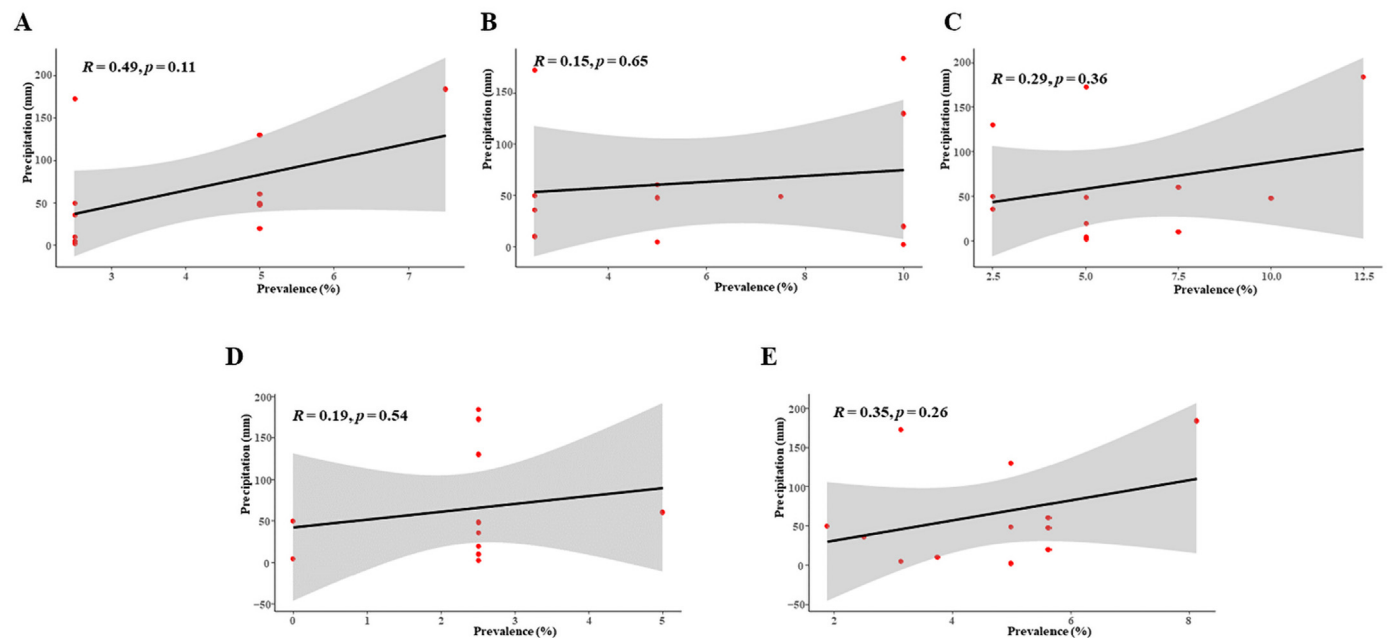 A
R = 0.49, p = 0.11
Precipitation (mm)
200
150
100
50
0
3
4
5
6
7
Prevalence (%)
B
R = 0.15, p = 0.65
Precipitation (mm)
150
100
50
0
4
6
8
10
Prevalence (%)
C
R = 0.29, p = 0.36
Precipitation (mm)
200
150
100
50
0
2.5
5.0
7.5
10.0
12.5
Prevalence (%)
D
R = 0.19, p = 0.54
Precipitation (mm)
200
150
100
50
0
−50
0
1
2
3
4
5
Prevalence (%)
E
R = 0.35, p = 0.26
Precipitation (mm)
200
150
100
50
0
−50
2
4
6
8
Prevalence (%)